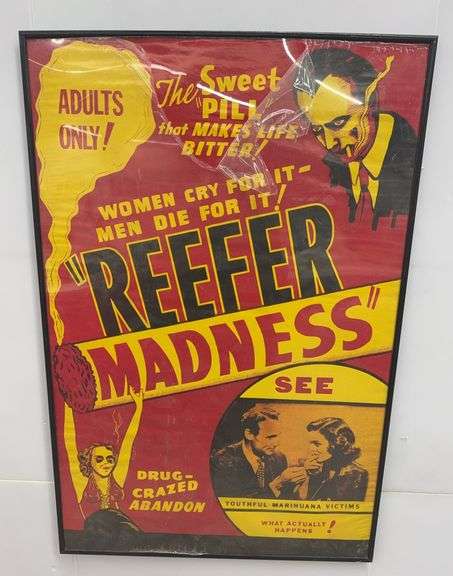 ADULTS
ONLY!
The Sweet
"PILL
that MAKES LIFE
BITTER!
WOMEN CRY FOR IT—
MEN DIE FOR IT!
"REEFER
MADNESS"
SEE
YOUTHFUL MARIHUANA VICTIMS
WHAT ACTUALLY
HAPPENS!
DRUG-
CRAZED
ABANDON